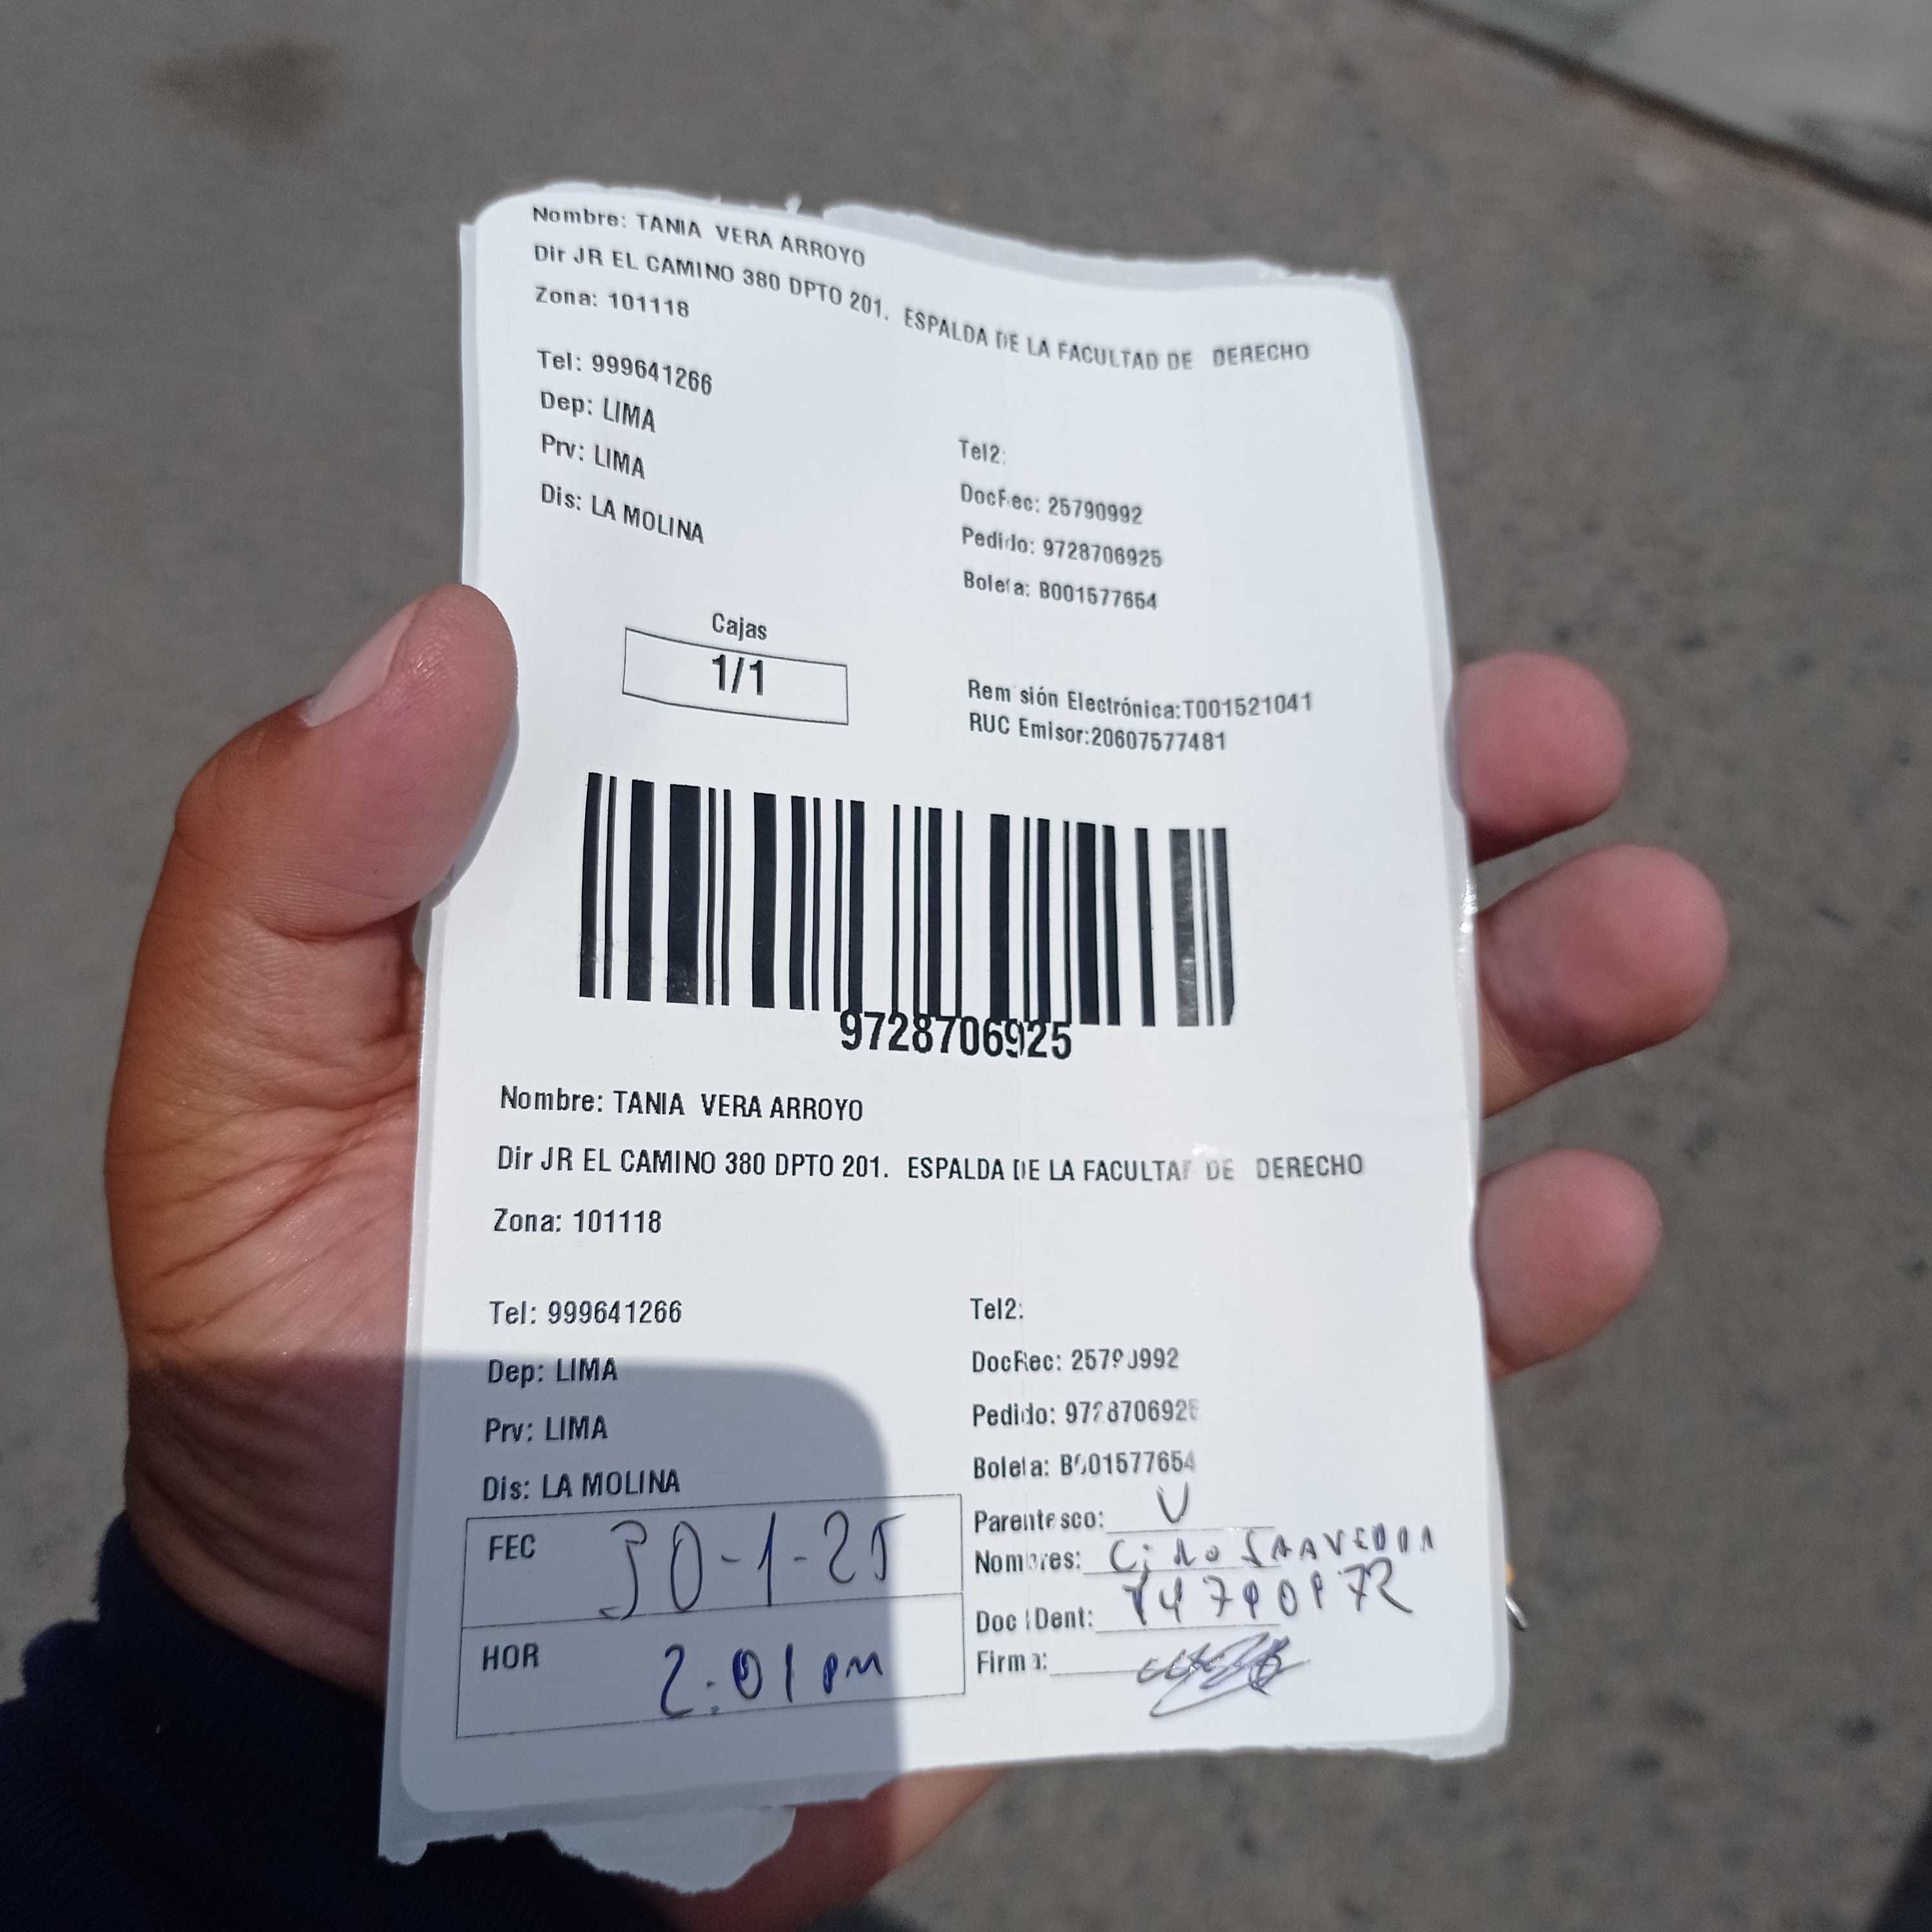 Nombre: TANIA VERA ARROYO
Dir JR EL CAMINO 380 DPTO 201. ESPALDA DE LA FACULTAD DE DERECHO
Zona: 101118
Tel: 999641266
Dep: LIMA
Prv: LIMA
Dis: LA MOLINA
Tel2:
DocRec: 25790992
Pedido: 9728706925
Boleta: B001577654
Cajas
1/1
Remisión Electrónica:T001521041
RUC Emisor:20607577481
9728706925
Nombre: TANIA VERA ARROYO
Dir JR EL CAMINO 380 DPTO 201. ESPALDA DE LA FACULTAD DE DERECHO
Zona: 101118
Tel: 999641266
Dep: LIMA
Prv: LIMA
Dis: LA MOLINA
Tel2:
DocRec: 25790992
Pedido: 9728706925
Boleta: B001577654
FEC 30-1-25
HOR 2:01 PM
Parentesco: V
Nombres: SAAVEDRA
Doc IDent:
Firma: